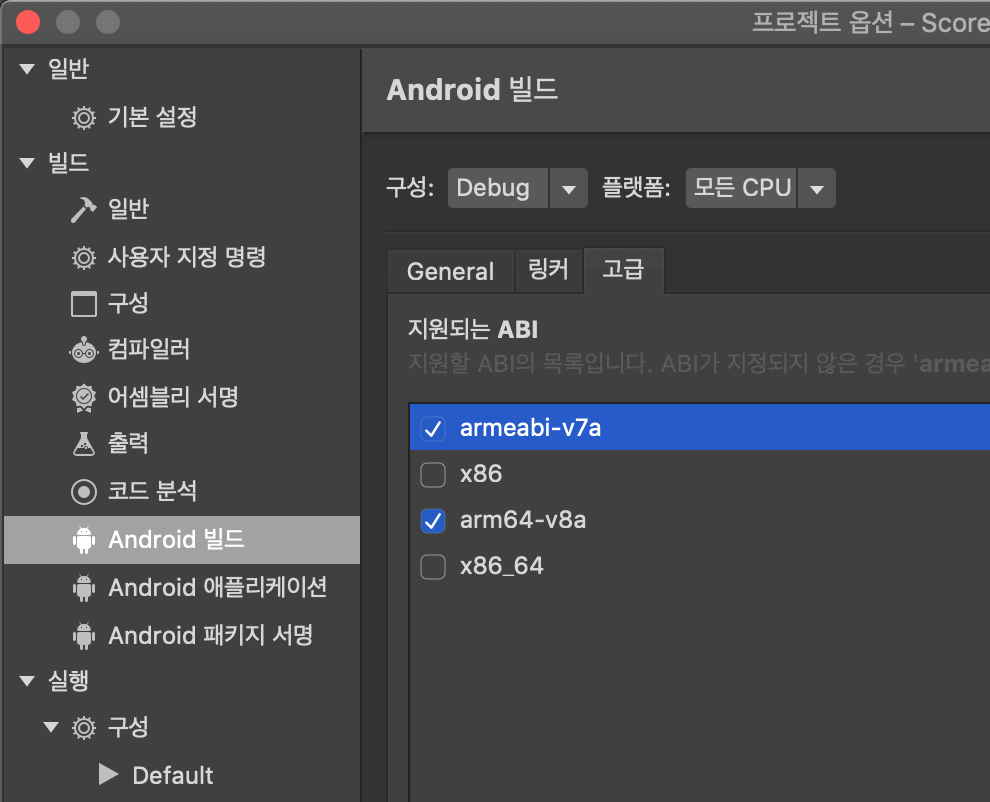 프로젝트 옵션 – Score
일반
기본 설정
빌드
일반
사용자 지정 명령
구성
컴파일러
어셈블리 서명
출력
코드 분석
Android 빌드
Android 애플리케이션
Android 패키지 서명
실행
구성
Default
Android 빌드
구성: Debug 플랫폼: 모든 CPU
General 링커 고급
지원되는 ABI
지원할 ABI의 목록입니다. ABI가 지정되지 않은 경우 'armea
armeabi-v7a
x86
arm64-v8a
x86_64